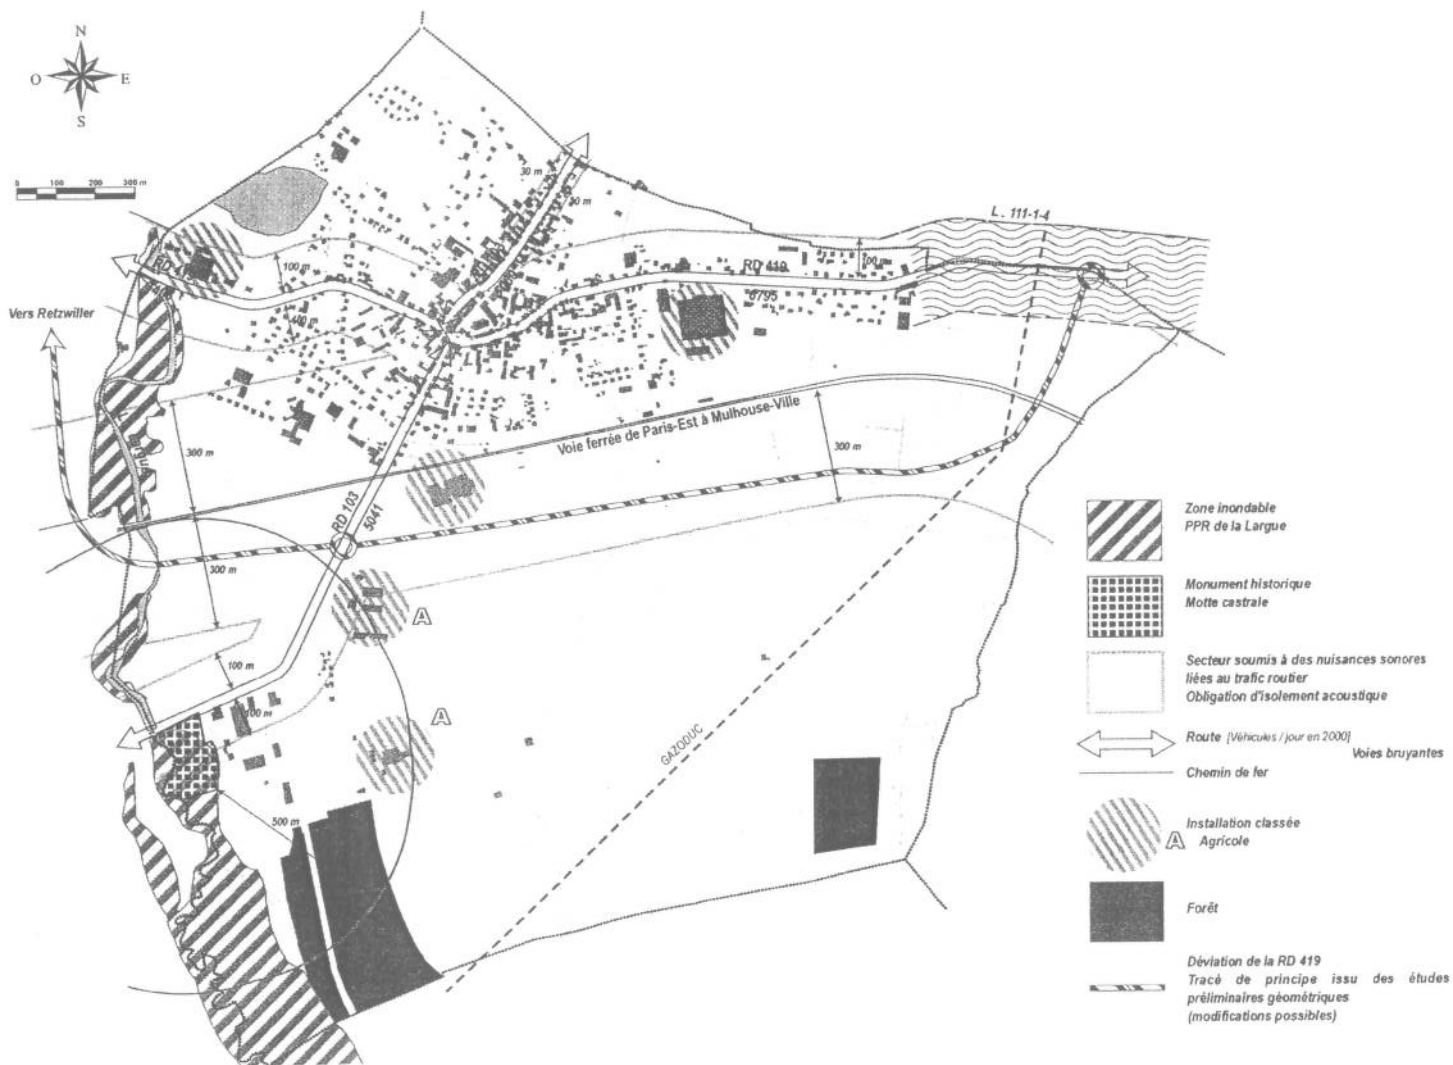 N
O E
S
0 100 200 300 m
L . 111-1-4
30 m
30 m
100 m
RD 419
100 m
6795
Vers Retzwiller
300 m
Voie ferrée de Paris-Est à Mulhouse-Ville
300 m
RD 103
5041
300 m
A
100 m
100 m
A
GAZODUC
500 m
Zone inondable
PPR de la Largue
Monument historique
Motte castrale
Secteur soumis à des nuisances sonores
liées au trafic routier
Obligation d'isolement acoustique
Route [Véhicules / jour en 2000]
Voies bruyantes
Chemin de fer
Installation classée
A Agricole
Forêt
Déviation de la RD 419
Tracé de principe issu des études
préliminaires géométriques
(modifications possibles)